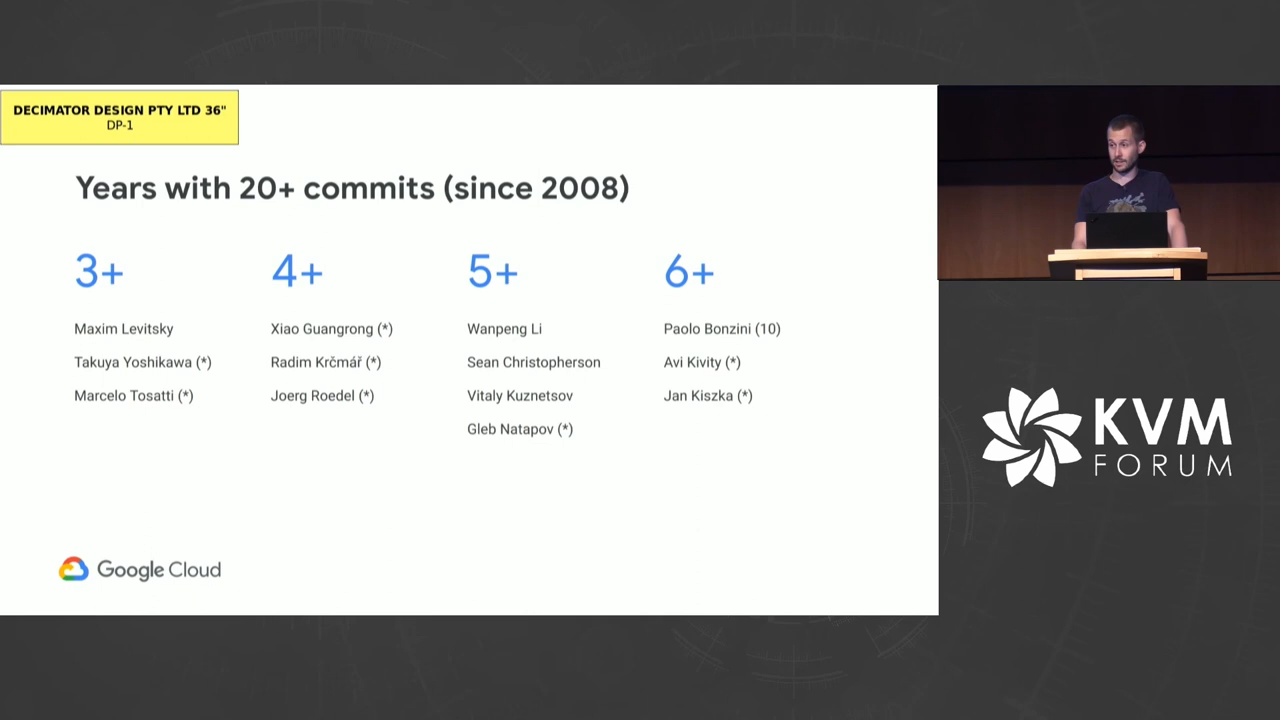 DECIMATOR DESIGN PTY LTD 36"
DP-1
Years with 20+ commits (since 2008)
3+
Maxim Levitsky
Takuya Yoshikawa (*)
Marcelo Tosatti (*)
4+
Xiao Guangrong (*)
Radim Krčmář (*)
Joerg Roedel (*)
5+
Wanpeng Li
Sean Christopherson
Vitaly Kuznetsov
Gleb Natapov (*)
6+
Paolo Bonzini (10)
Avi Kivity (*)
Jan Kiszka (*)
Google Cloud
KVM
FORUM